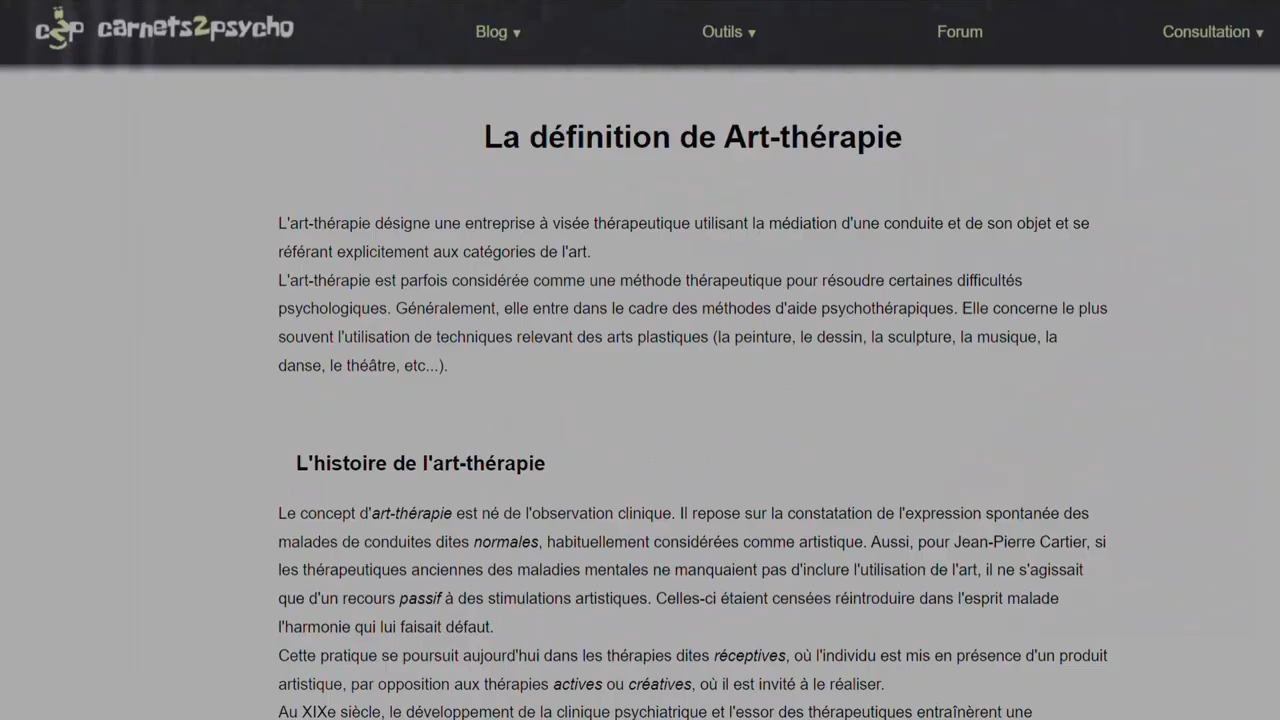 carnets2psycho
Blog ▾
Outils ▾
Forum
Consultation ▾
La définition de Art-thérapie
L'art-thérapie désigne une entreprise à visée thérapeutique utilisant la médiation d'une conduite et de son objet et se
référant explicitement aux catégories de l'art.
L'art-thérapie est parfois considérée comme une méthode thérapeutique pour résoudre certaines difficultés
psychologiques. Généralement, elle entre dans le cadre des méthodes d'aide psychothérapiques. Elle concerne le plus
souvent l'utilisation de techniques relevant des arts plastiques (la peinture, le dessin, la sculpture, la musique, la
danse, le théâtre, etc...).
L'histoire de l'art-thérapie
Le concept d'art-thérapie est né de l'observation clinique. Il repose sur la constatation de l'expression spontanée des
malades de conduites dites normales, habituellement considérées comme artistique. Aussi, pour Jean-Pierre Cartier, si
les thérapeutiques anciennes des maladies mentales ne manquaient pas d'inclure l'utilisation de l'art, il ne s'agissait
que d'un recours passif à des stimulations artistiques. Celles-ci étaient censées réintroduire dans l'esprit malade
l'harmonie qui lui faisait défaut.
Cette pratique se poursuit aujourd'hui dans les thérapies dites réceptives, où l'individu est mis en présence d'un produit
artistique, par opposition aux thérapies actives ou créatives, où il est invité à le réaliser.
Au XIXe siècle, le développement de la clinique psychiatrique et l'essor des thérapeutiques entraînèrent une